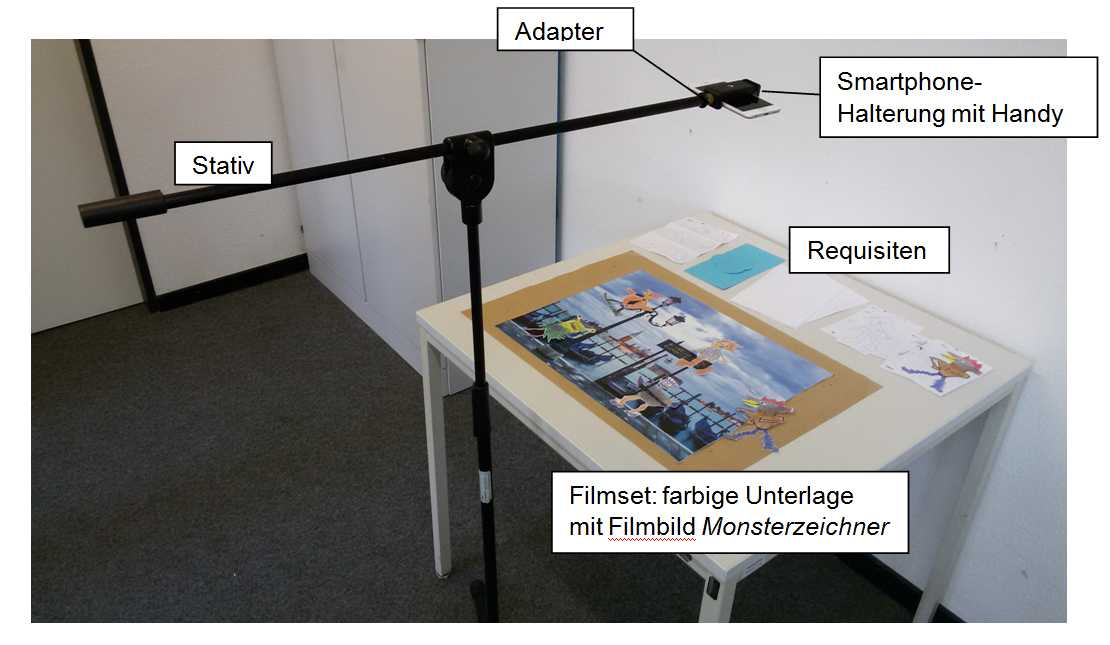 Adapter
Smartphone-
Halterung mit Handy
Stativ
Requisiten
Filmset: farbige Unterlage
mit Filmbild Monsterzeichner